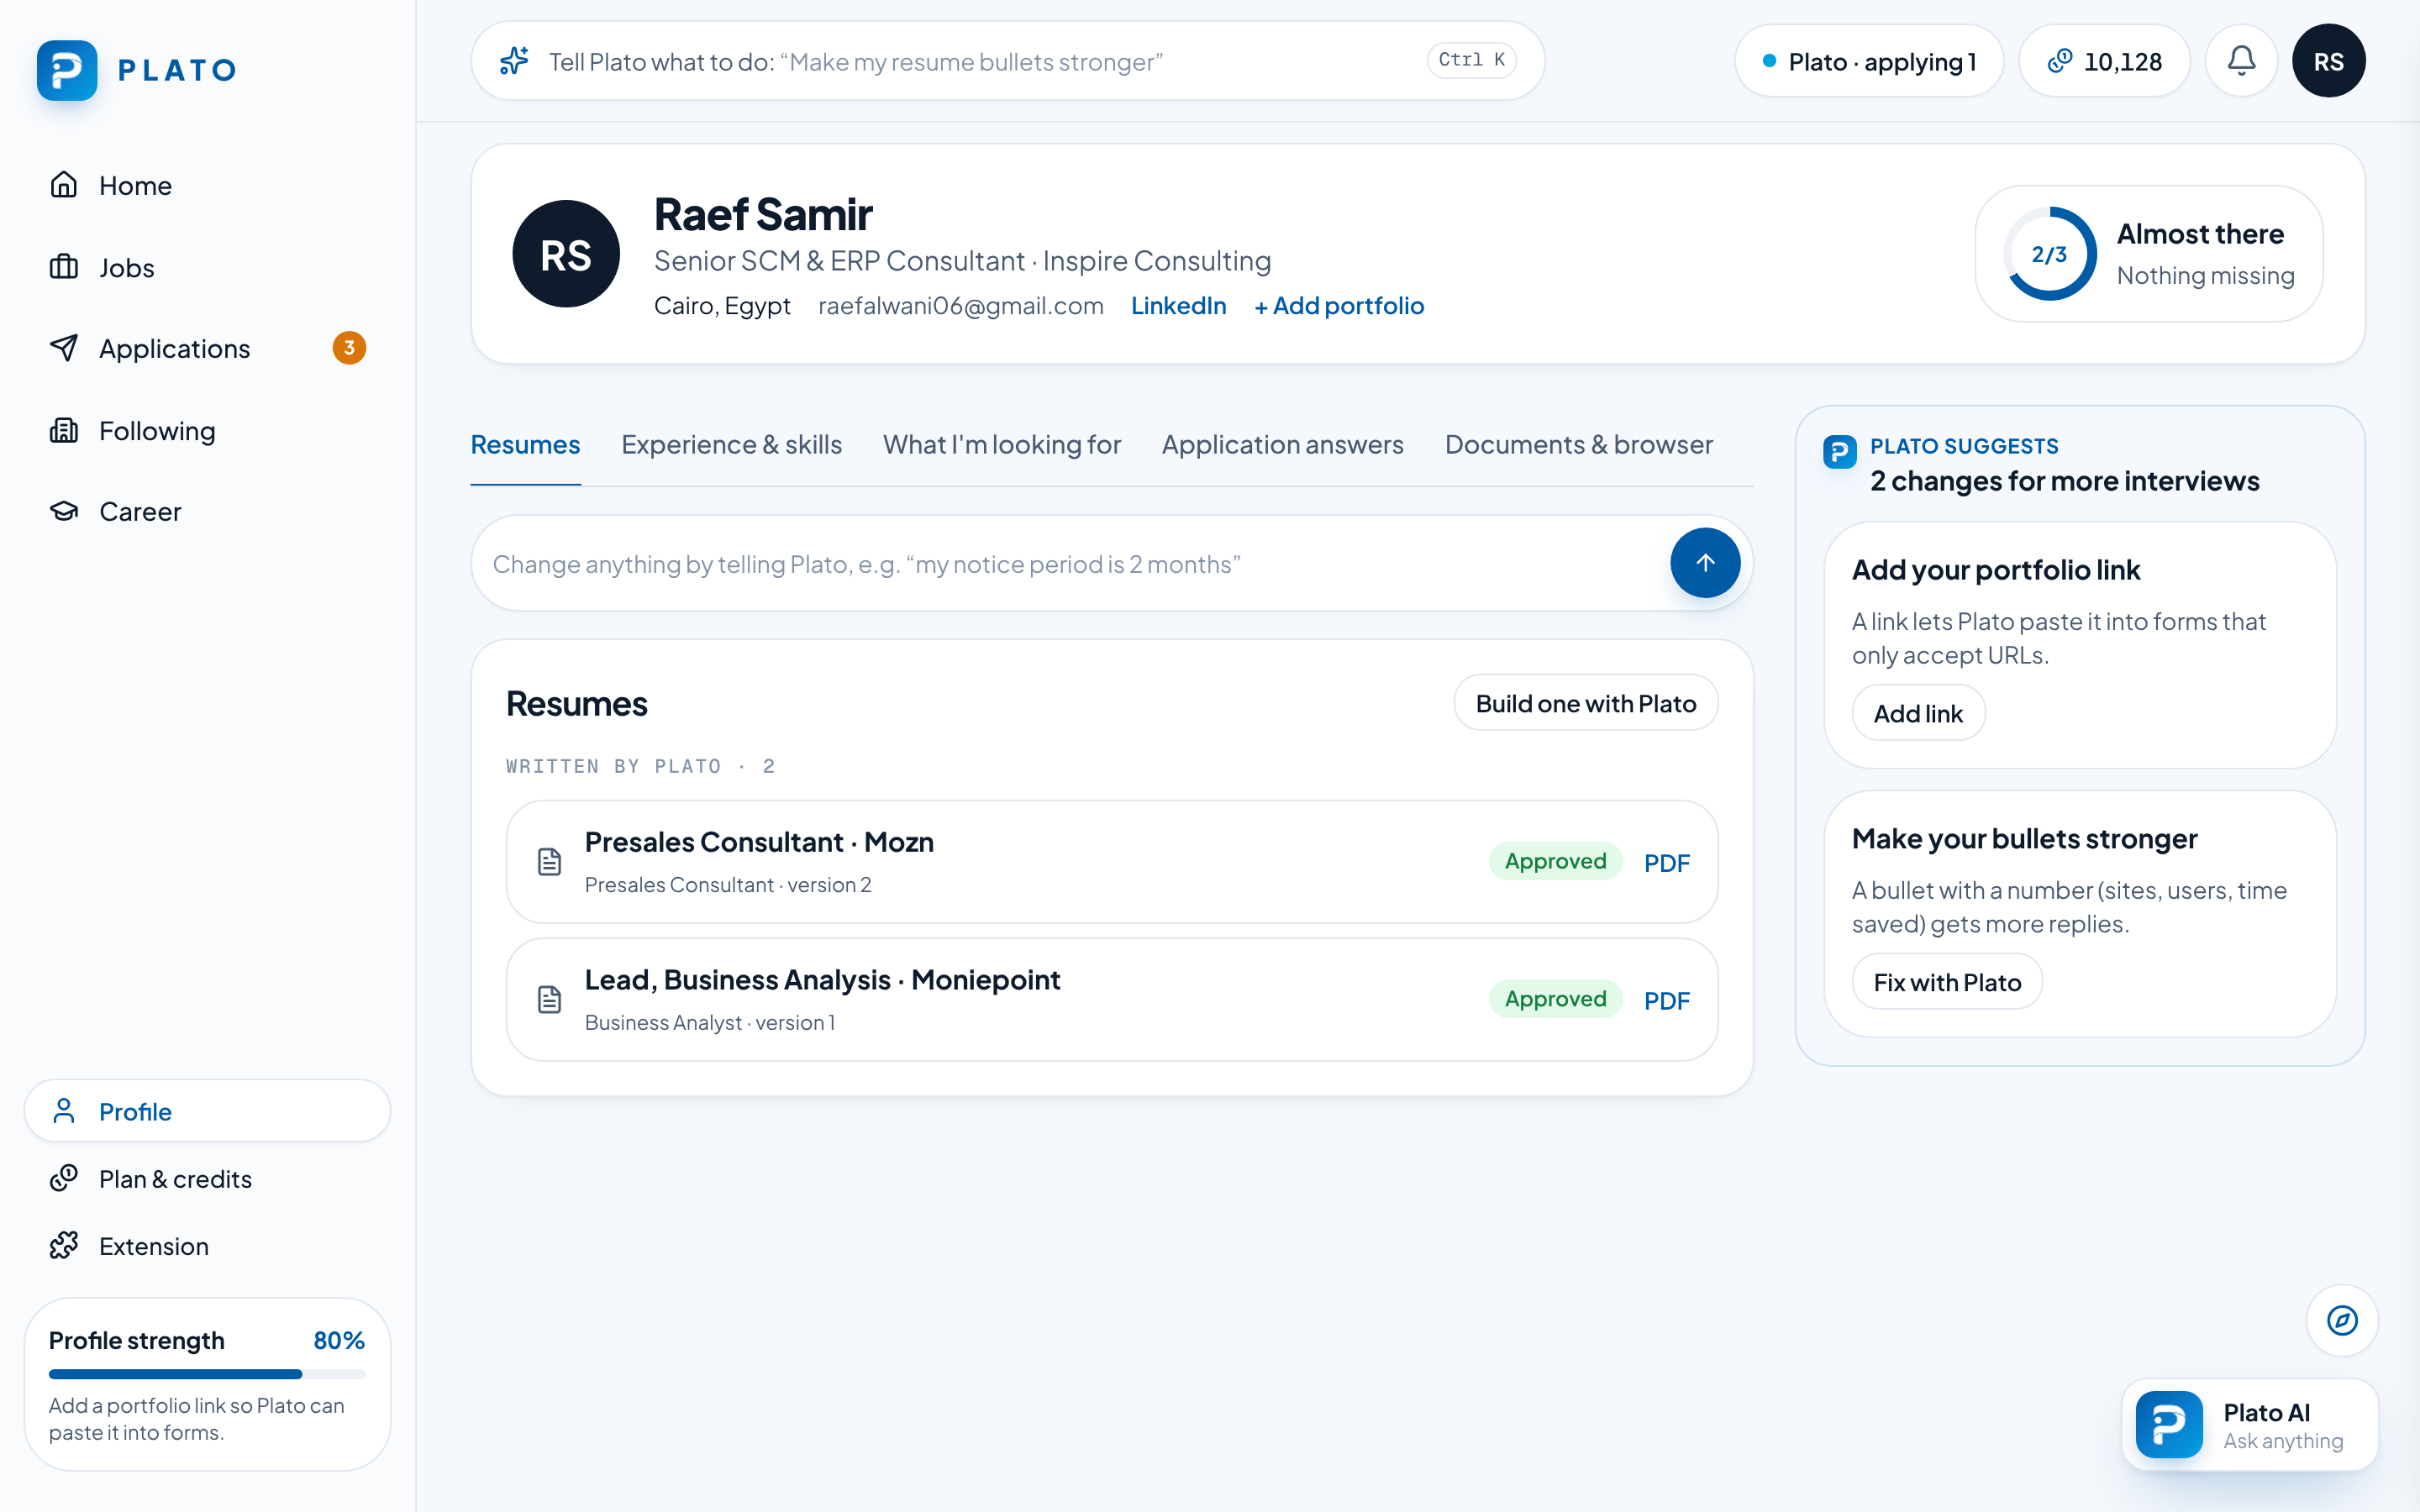 PLATO
Home
Jobs
Applications 3
Following
Career
Profile
Plan & credits
Extension
Profile strength 80%
Add a portfolio link so Plato can
paste it into forms.
Tell Plato what to do: “Make my resume bullets stronger” Ctrl K
Plato · applying 1
10,128
RS
RS
Raef Samir
Senior SCM & ERP Consultant · Inspire Consulting
Cairo, Egypt raefalwani06@gmail.com LinkedIn + Add portfolio
2/3
Almost there
Nothing missing
Resumes Experience & skills What I'm looking for Application answers Documents & browser
Change anything by telling Plato, e.g. “my notice period is 2 months”
Resumes
Build one with Plato
WRITTEN BY PLATO · 2
Presales Consultant · Mozn
Presales Consultant · version 2
Approved PDF
Lead, Business Analysis · Moniepoint
Business Analyst · version 1
Approved PDF
PLATO SUGGESTS
2 changes for more interviews
Add your portfolio link
A link lets Plato paste it into forms that
only accept URLs.
Add link
Make your bullets stronger
A bullet with a number (sites, users, time
saved) gets more replies.
Fix with Plato
Plato AI
Ask anything